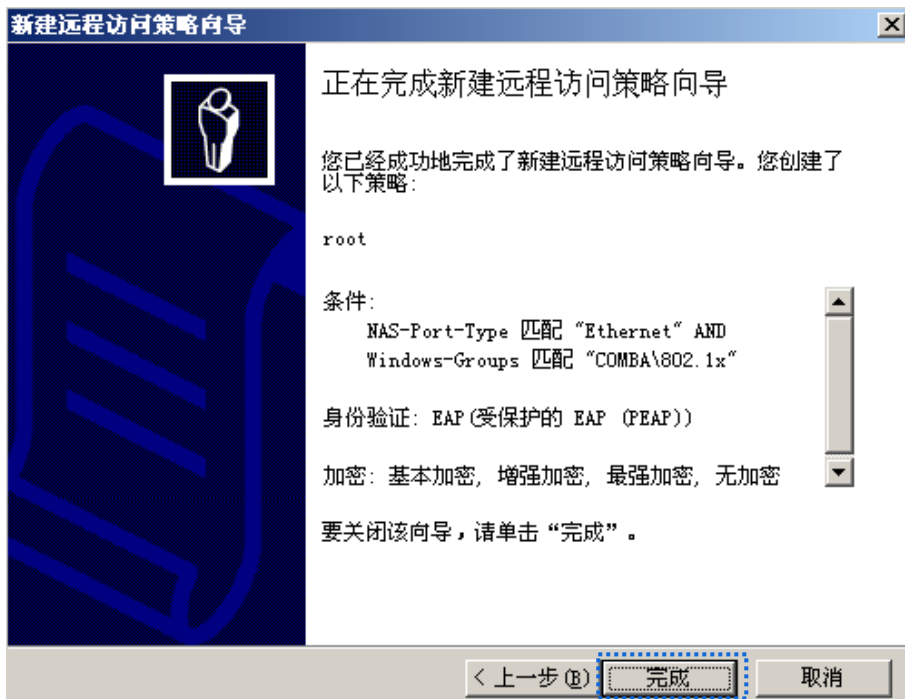 新建远程访问策略向导
正在完成新建远程访问策略向导
您已经成功地完成了新建远程访问策略向导。您创建了
以下策略:
root
条件:
NAS-Port-Type 匹配 "Ethernet" AND
Windows-Groups 匹配 "COMBA\802.1x"
身份验证: EAP(受保护的 EAP (PEAP))
加密: 基本加密, 增强加密, 最强加密, 无加密
要关闭该向导，请单击“完成”。
< 上一步(B)
完成
取消